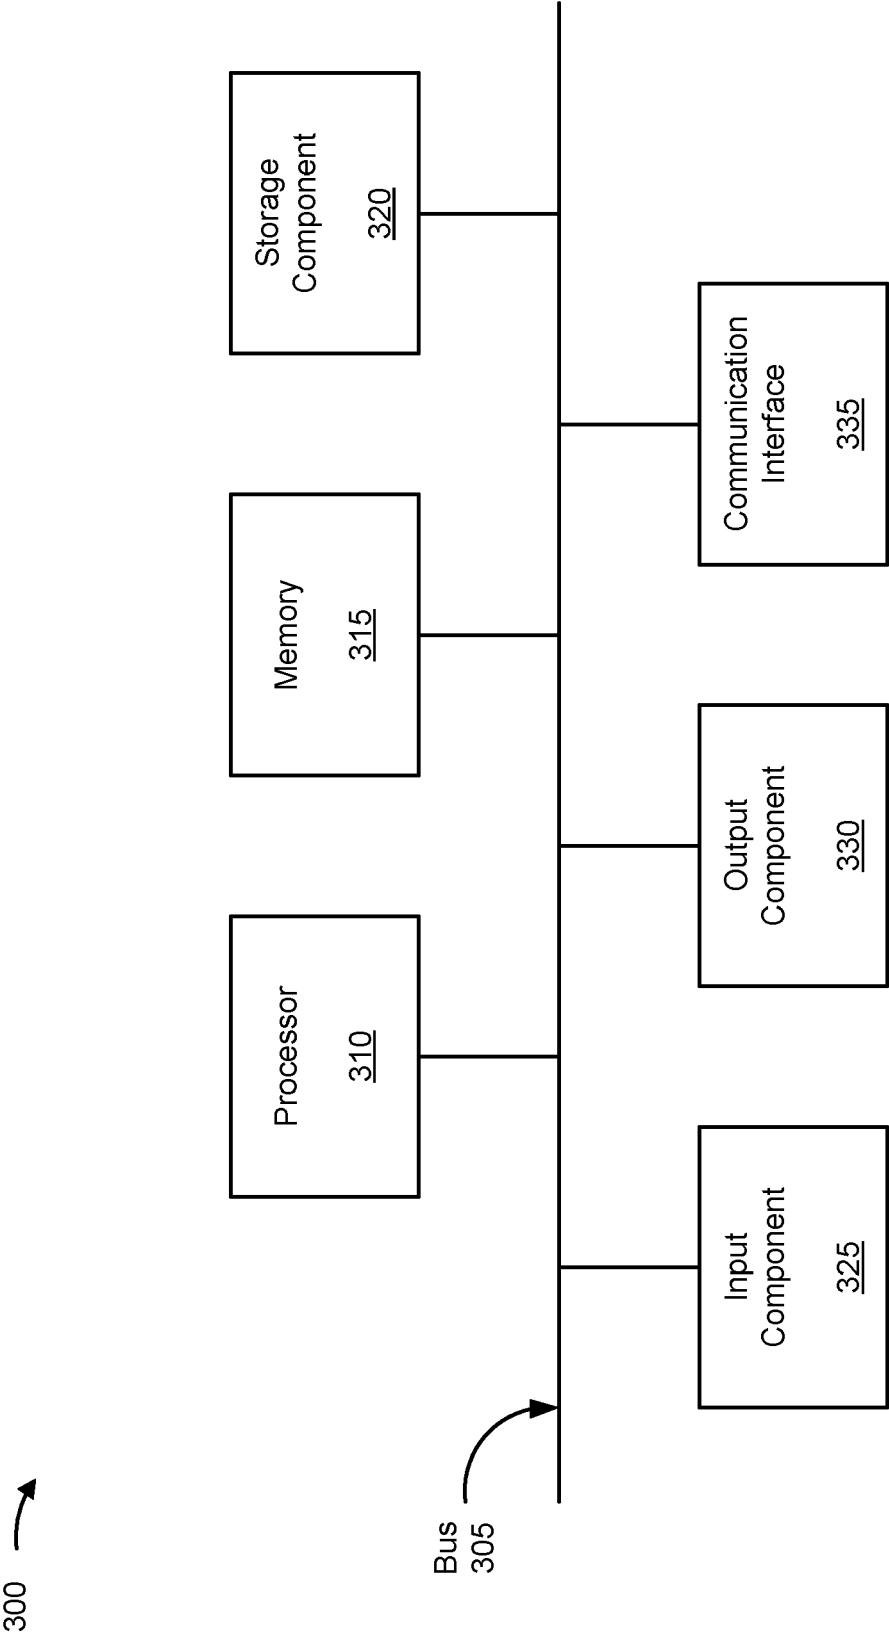 300
Processor
310
Memory
315
Storage
Component
320
Bus
305
Input
Component
325
Output
Component
330
Communication
Interface
335